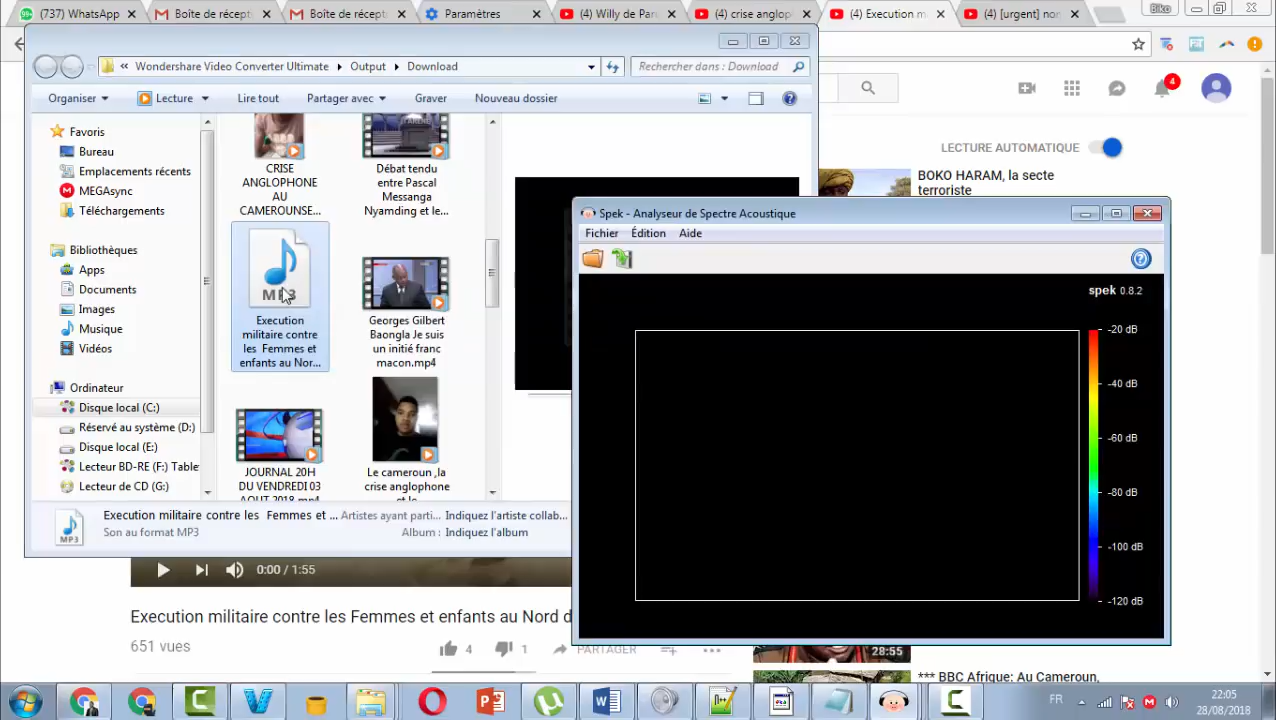 (737) WhatsApp
Boîte de récept
Boîte de récept
Paramètres
(4) Willy de Par
(4) crise anglop
(4) Execution m
(4) [urgent] nor
Biko
Wondershare Video Converter Ultimate
Output
Download
Rechercher dans : Download
Organiser
Lecture
Lire tout
Partager avec
Graver
Nouveau dossier
Favoris
Bureau
Emplacements récents
MEGAsync
Téléchargements
Bibliothèques
Apps
Documents
Images
Musique
Vidéos
Ordinateur
Disque local (C:)
Réservé au système (D:)
Disque local (E:)
Lecteur BD-RE (F:) Table
Lecteur de CD (G:)
CRISE
ANGLOPHONE
AU
CAMEROUNSE...
Débat tendu
entre Pascal
Messanga
Nyamding et le...
MP3
Execution
militaire contre
les Femmes et
enfants au Nor...
Georges Gilbert
Baongla Je suis
un initié franc
macon.mp4
JOURNAL 20H
DU VENDREDI 03
AOUT 2018.mp4
Le cameroun ,la
crise anglophone
et le
Execution militaire contre les Femmes et ...
Son au format MP3
Artistes ayant parti...
Indiquez l'artiste collab...
Album :
Indiquez l'album
4
LECTURE AUTOMATIQUE
BOKO HARAM, la secte
terroriste
Spek - Analyseur de Spectre Acoustique
Fichier
Édition
Aide
spek 0.8.2
-20 dB
-40 dB
-60 dB
-80 dB
-100 dB
-120 dB
0:00 / 1:55
Execution militaire contre les Femmes et enfants au Nord d
651 vues
4
1
PARTAGER
28:55
*** BBC Afrique: Au Cameroun,
FR
22:05
28/08/2018